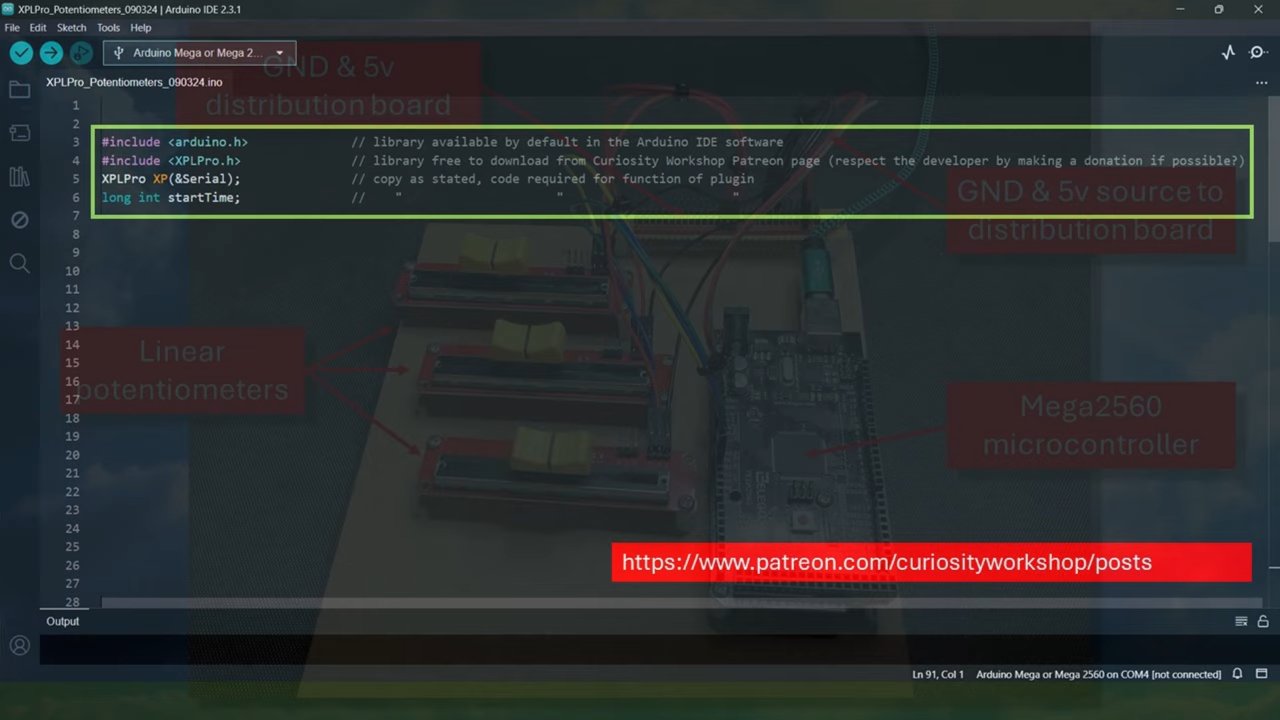 XPLPro_Potentiometers_090324 | Arduino IDE 2.3.1
File Edit Sketch Tools Help
Arduino Mega or Mega 2...
XPLPro_Potentiometers_090324.ino
GND & 5v
distribution board
1
2
3 #include <arduino.h> // library available by default in the Arduino IDE software
4 #include <XPLPro.h> // library free to download from Curiosity Workshop Patreon page (respect the developer by making a donation if possible?)
5 XPLPro XP(&Serial); // copy as stated, code required for function of plugin
6 long int startTime; // " " "
7
8
9
10
11
12
13
14
15
16
17
18
19
20
21
22
23
24
25
26
27
28
GND & 5v source to
distribution board
Linear
potentiometers
Mega2560
microcontroller
https://www.patreon.com/curiosityworkshop/posts
Output
Ln 91, Col 1 Arduino Mega or Mega 2560 on COM4 [not connected]